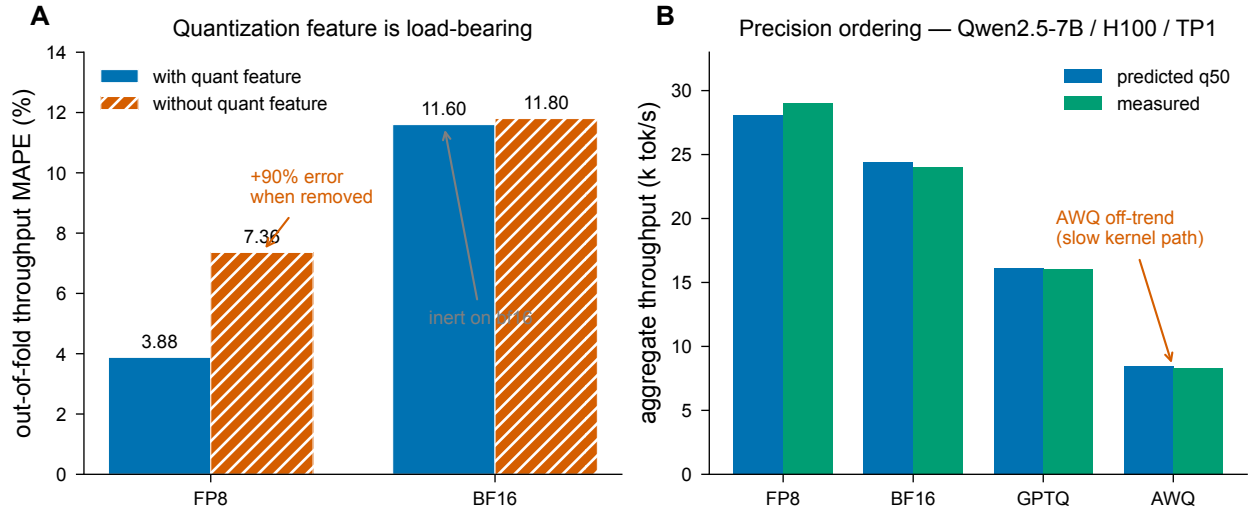 A
Quantization feature is load-bearing
out-of-fold throughput MAPE (%)
14
12
10
8
6
4
2
0
with quant feature
without quant feature
3.88
7.36
11.60
11.80
+90% error
when removed
inert on bf16
FP8
BF16
B
Precision ordering — Qwen2.5-7B / H100 / TP1
aggregate throughput (k tok/s)
30
25
20
15
10
5
0
predicted q50
measured
AWQ off-trend
(slow kernel path)
FP8
BF16
GPTQ
AWQ